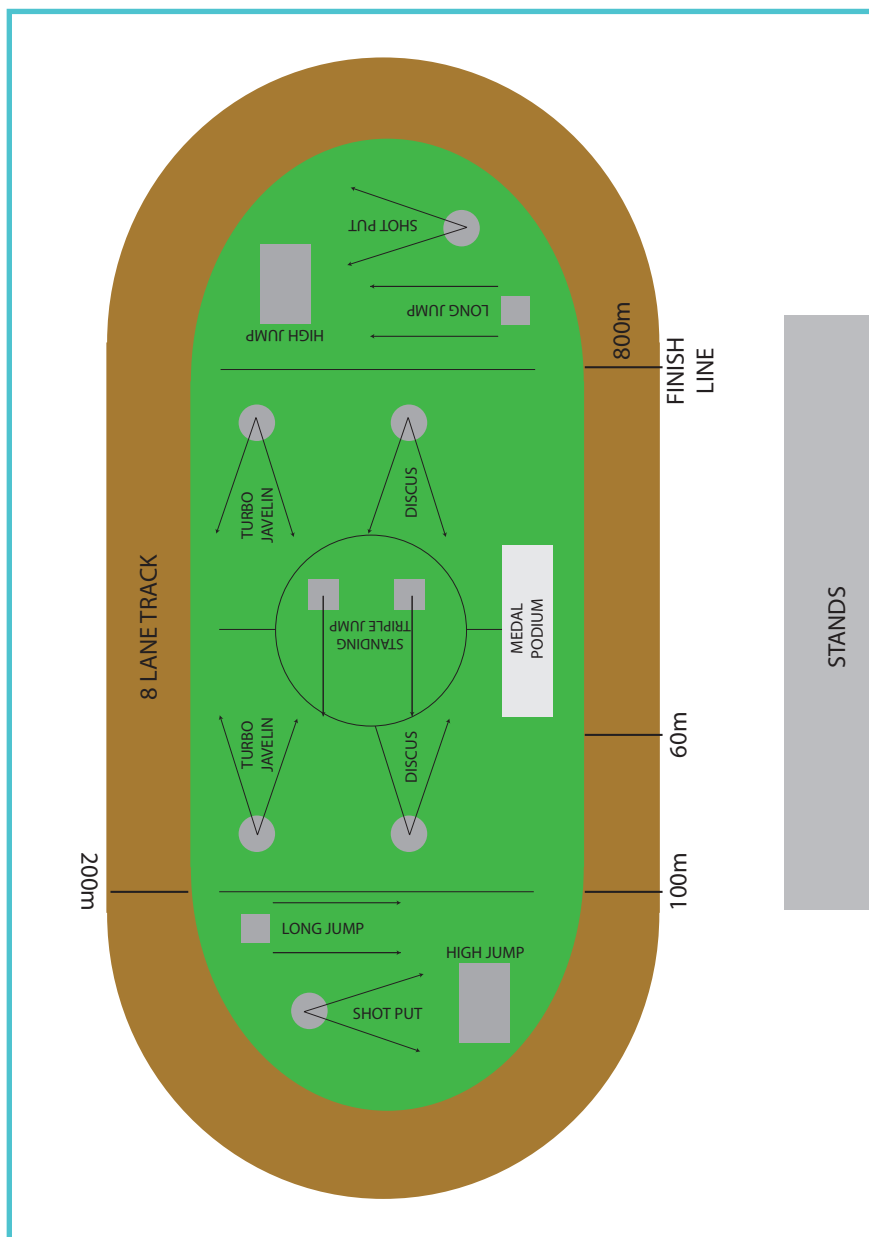 SHOT PUT
HIGH JUMP
LONG JUMP
800m
FINISH
LINE
TURBO
JAVELIN
DISCUS
8 LANE TRACK
STANDING
TRIPLE JUMP
MEDAL
PODIUM
STANDS
TURBO
JAVELIN
DISCUS
60m
200m
100m
LONG JUMP
HIGH JUMP
SHOT PUT